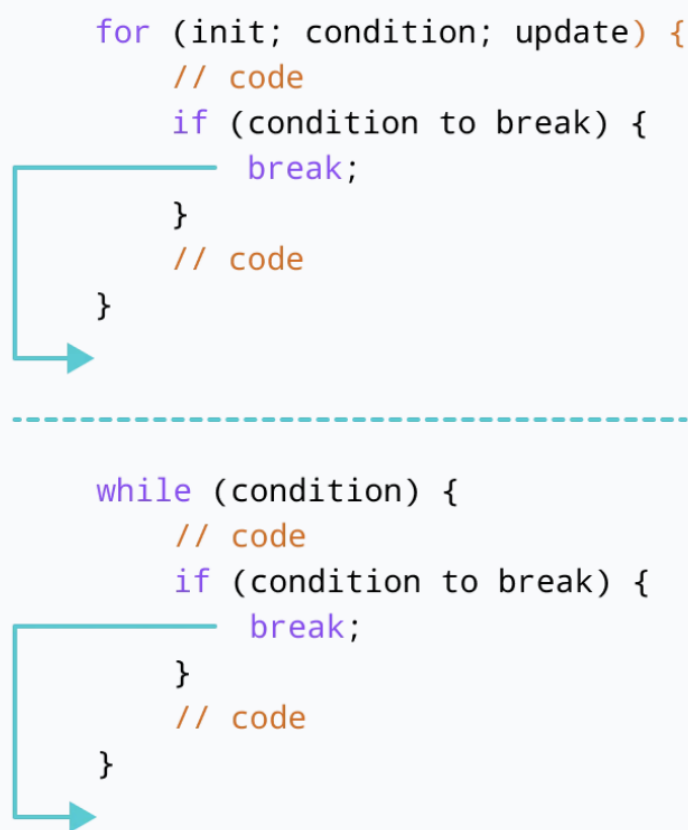 for (init; condition; update) {
// code
if (condition to break) {
break;
}
// code
}
while (condition) {
// code
if (condition to break) {
break;
}
// code
}